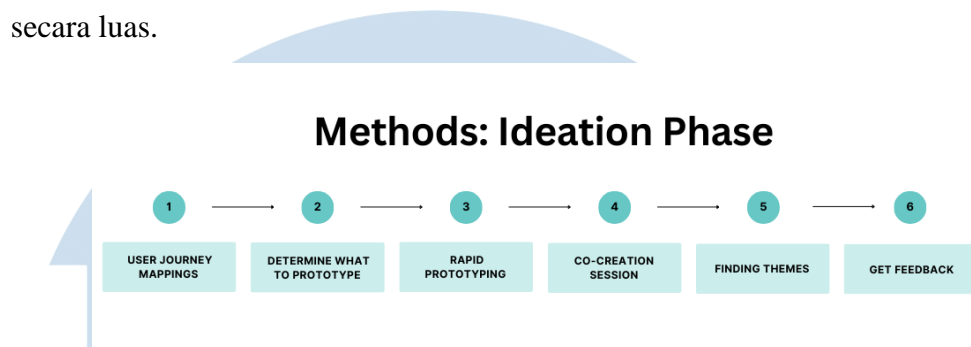 secara luas.
Methods: Ideation Phase
1 2 3 4 5 6
USER JOURNEY
MAPPINGS
DETERMINE WHAT
TO PROTOTYPE
RAPID
PROTOTYPING
CO-CREATION
SESSION
FINDING THEMES
GET FEEDBACK